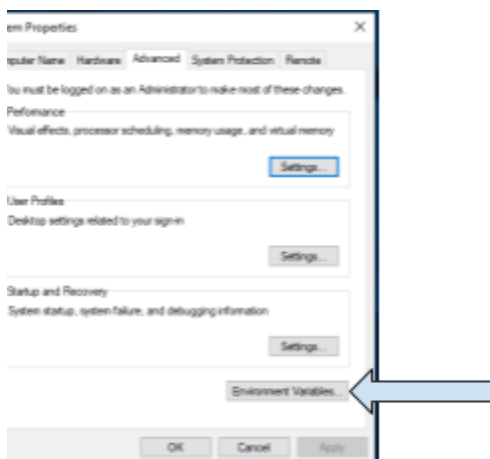 em Properties
mputer Name Hardware Advanced System Protection Remote
You must be logged on as an Administrator to make most of these changes.
Performance
Visual effects, processor scheduling, memory usage, and virtual memory
Settings...
User Profiles
Desktop settings related to your sign-in
Settings...
Startup and Recovery
System startup, system failure, and debugging information
Settings...
Environment Variables...
OK Cancel Apply